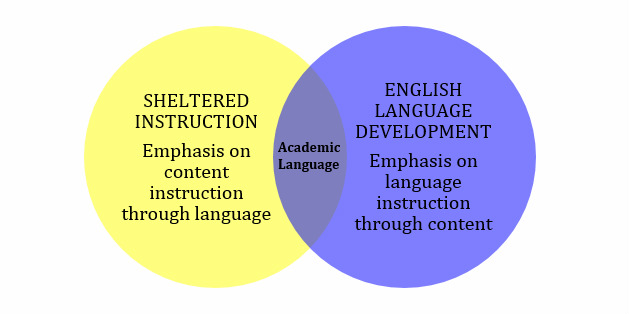 SHELTERED
INSTRUCTION
Emphasis on
content
instruction
through language
Academic
Language
ENGLISH
LANGUAGE
DEVELOPMENT
Emphasis on
language
instruction
through content